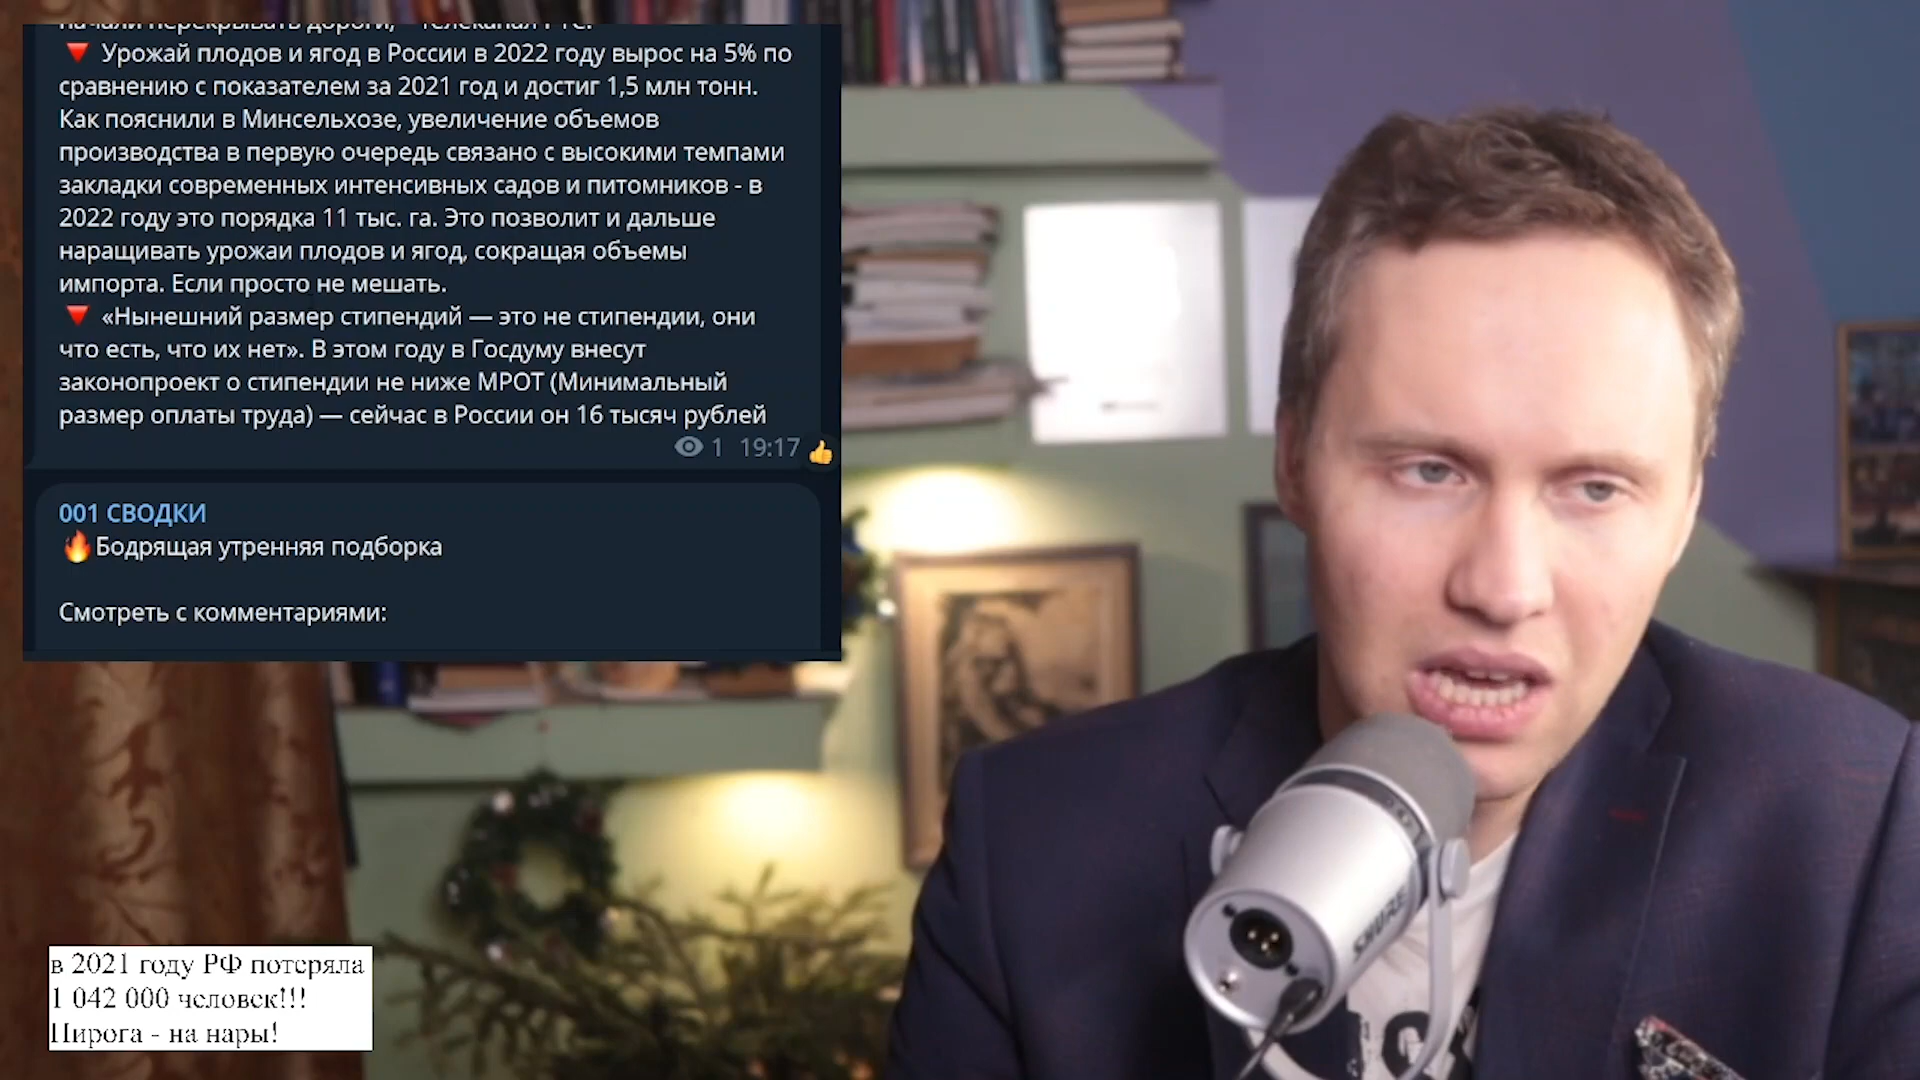 🔻 Урожай плодов и ягод в России в 2022 году вырос на 5% по
сравнению с показателем за 2021 год и достиг 1,5 млн тонн.
Как пояснили в Минсельхозе, увеличение объемов
производства в первую очередь связано с высокими темпами
закладки современных интенсивных садов и питомников - в
2022 году это порядка 11 тыс. га. Это позволит и дальше
наращивать урожаи плодов и ягод, сокращая объемы
импорта. Если просто не мешать.
🔻 «Нынешний размер стипендий — это не стипендии, они
что есть, что их нет». В этом году в Госдуму внесут
законопроект о стипендии не ниже МРОТ (Минимальный
размер оплаты труда) — сейчас в России он 16 тысяч рублей
1 19:17 👍
001 СВОДКИ
🔥Бодрящая утренняя подборка
Смотреть с комментариями:
в 2021 году РФ потеряла
1 042 000 человек!!!
Пирога - на нары!
SHURE